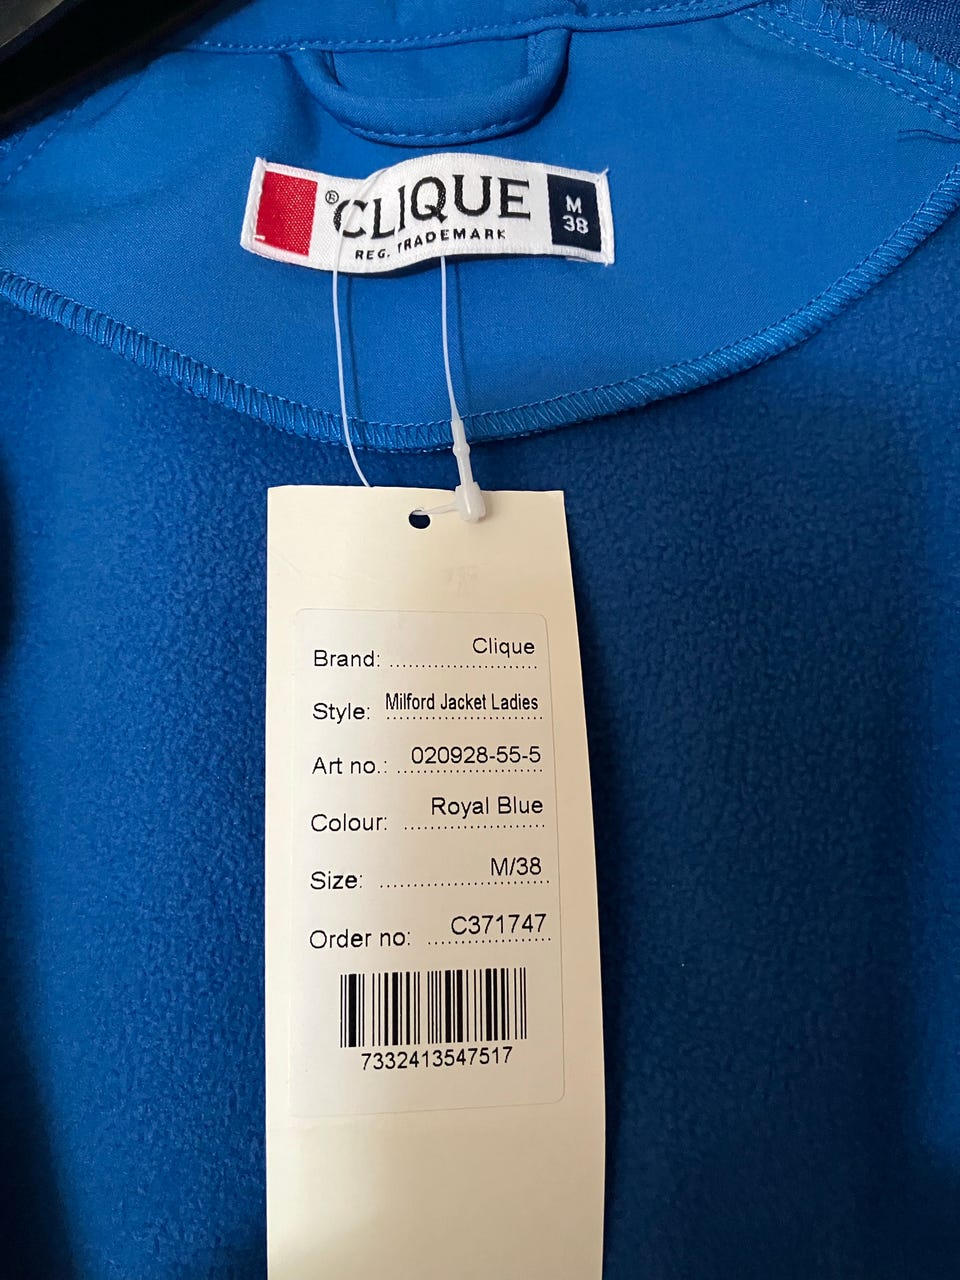 ® CLIQUE
REG. TRADEMARK
M
38
Brand: Clique
Style: Milford Jacket Ladies
Art no.: 020928-55-5
Colour: Royal Blue
Size: M/38
Order no: C371747
7332413547517